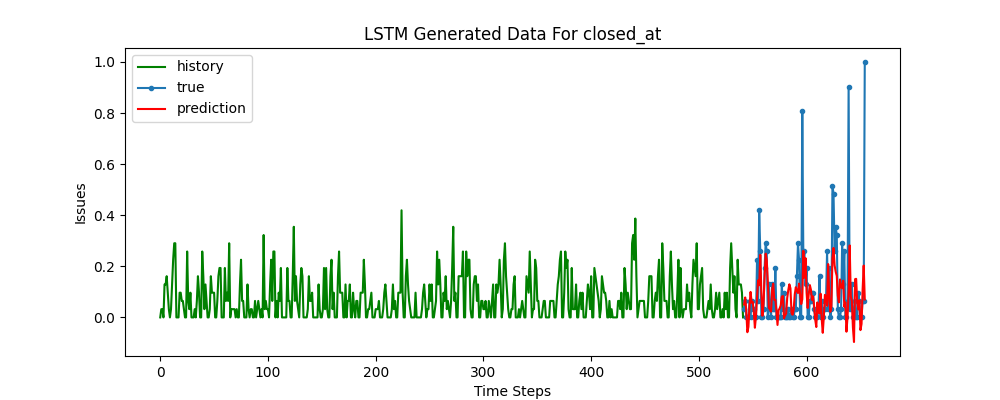 LSTM Generated Data For closed_at
history
true
prediction
Issues
1.0
0.8
0.6
0.4
0.2
0.0
0 100 200 300 400 500 600
Time Steps